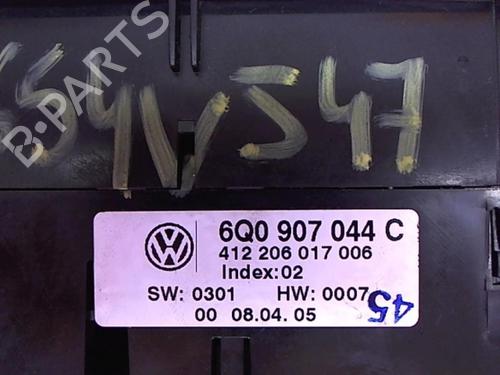 B-PARTS
6Q0 907 044 C
412 206 017 006
Index:02
SW: 0301 HW: 0007
00 08.04.05
45